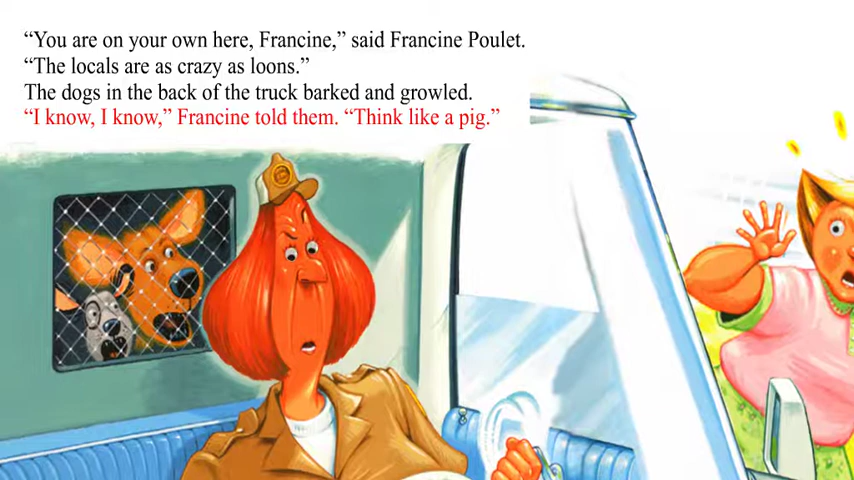 “You are on your own here, Francine,” said Francine Poulet.
“The locals are as crazy as loons.”
The dogs in the back of the truck barked and growled.
“I know, I know,” Francine told them. “Think like a pig.”